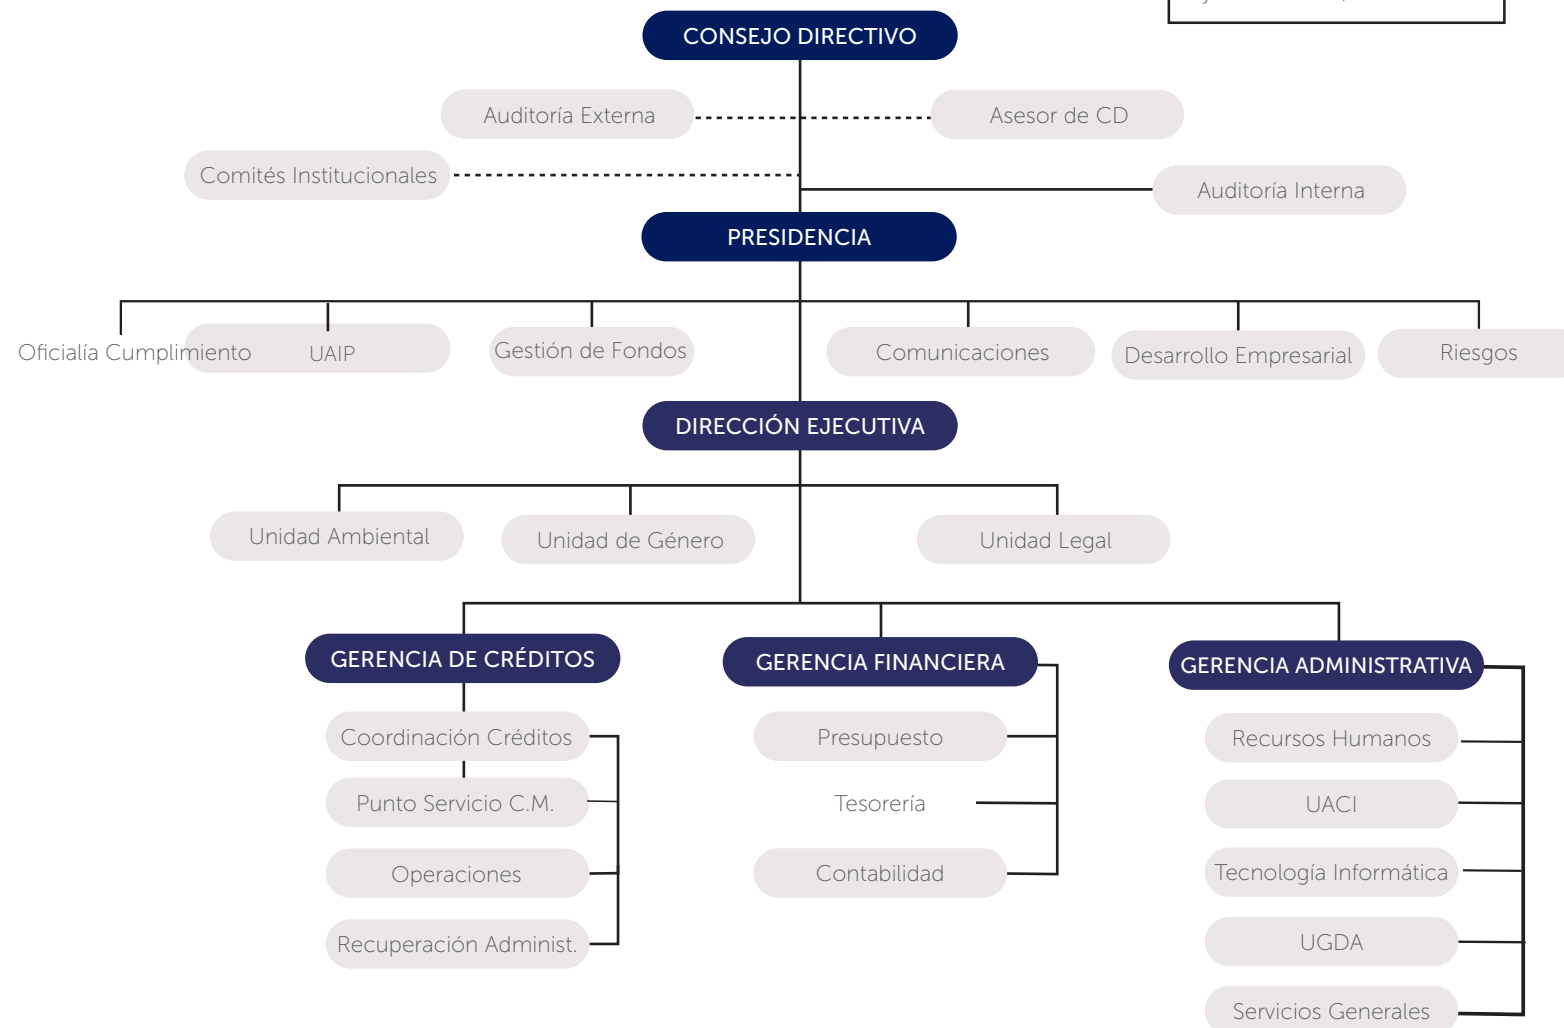 CONSEJO DIRECTIVO
Auditoría Externa
Asesor de CD
Comités Institucionales
Auditoría Interna
PRESIDENCIA
Oficialía Cumplimiento
UAIP
Gestión de Fondos
Comunicaciones
Desarrollo Empresarial
Riesgos
DIRECCIÓN EJECUTIVA
Unidad Ambiental
Unidad de Género
Unidad Legal
GERENCIA DE CRÉDITOS
GERENCIA FINANCIERA
GERENCIA ADMINISTRATIVA
Coordinación Créditos
Presupuesto
Recursos Humanos
Punto Servicio C.M.
Tesorería
UACI
Operaciones
Contabilidad
Tecnología Informática
Recuperación Administ.
UGDA
Servicios Generales